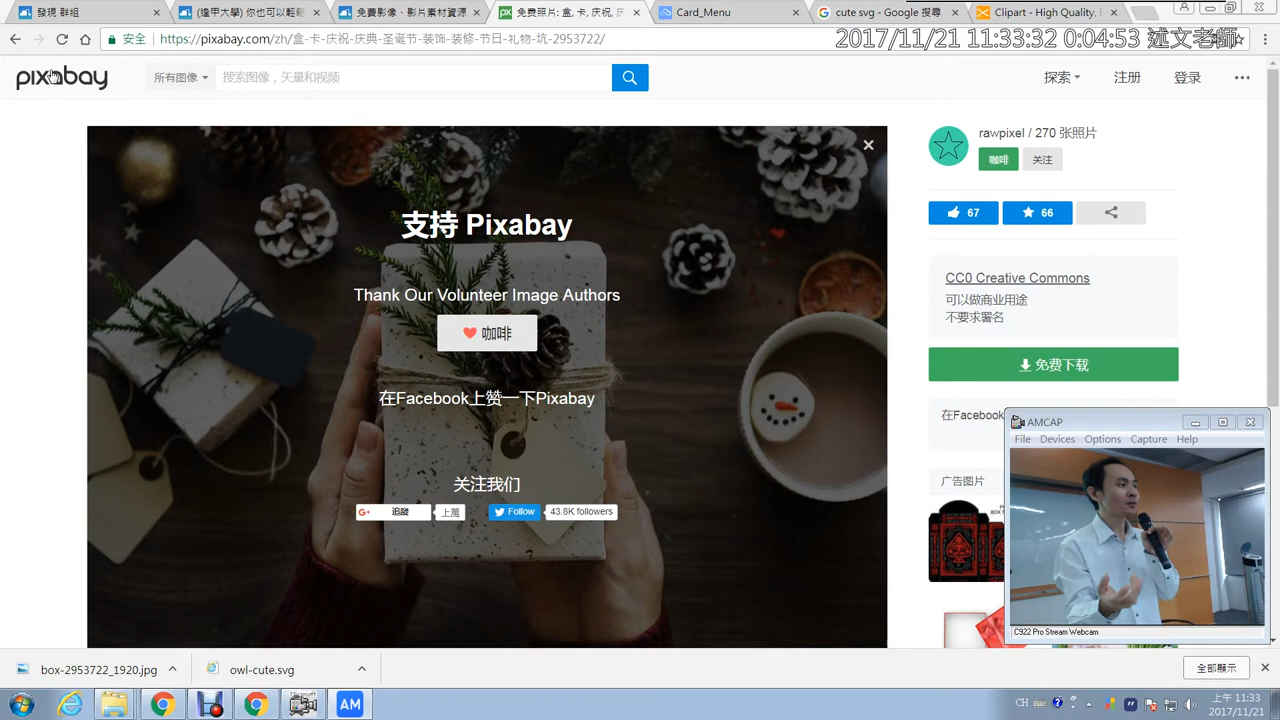 發現 群組
(逢甲大學) 你也可以輕鬆
免費影像、影片素材資源
免费照片: 盒, 卡, 庆祝, 庆
Card_Menu
cute svg - Google 搜尋
Clipart - High Quality, E
安全
https://pixabay.com/zh/盒-卡-庆祝-庆典-圣诞节-装饰-装修-节日-礼物-坑-2953722/
2017/11/21 11:33:32 0:04:53 述文老師
pixabay
所有图像
搜索图像，矢量和视频
探索
注册
登录
rawpixel / 270 张照片
咖啡
关注
67
66
支持 Pixabay
Thank Our Volunteer Image Authors
咖啡
在Facebook上赞一下Pixabay
关注我们
追蹤
上萬
Follow
43.8K followers
CC0 Creative Commons
可以做商业用途
不要求署名
免费下载
在Facebook
广告图片
AMCAP
File Devices Options Capture Help
C922 Pro Stream Webcam
box-2953722_1920.jpg
owl-cute.svg
全部顯示
AM
CH
上午 11:33
2017/11/21